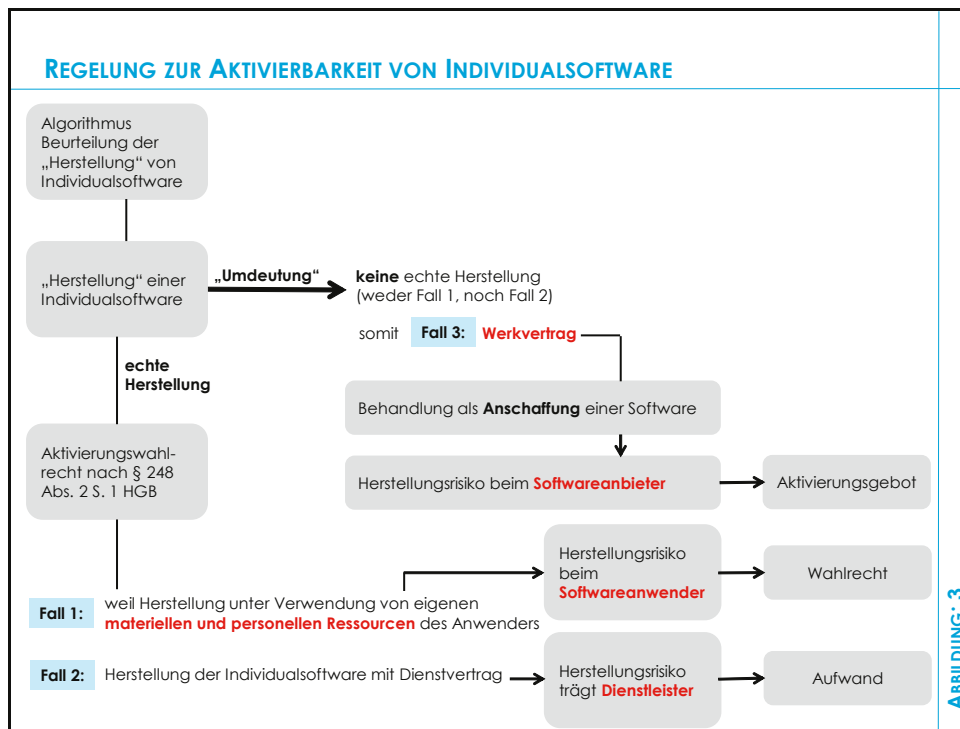 REGELUNG ZUR AKTIVIERBARKEIT VON INDIVIDUALSOFTWARE
Algorithmus
Beurteilung der
„Herstellung“ von
Individualsoftware
„Herstellung“ einer
Individualsoftware
„Umdeutung“
keine echte Herstellung
(weder Fall 1, noch Fall 2)
somit Fall 3: Werkvertrag
echte
Herstellung
Behandlung als Anschaffung einer Software
Aktivierungswahl-
recht nach § 248
Abs. 2 S. 1 HGB
Herstellungsrisiko beim Softwareanbieter
Aktivierungsgebot
Herstellungsrisiko
beim
Softwareanwender
Wahlrecht
Fall 1:
weil Herstellung unter Verwendung von eigenen
materiellen und personellen Ressourcen des Anwenders
Fall 2: Herstellung der Individualsoftware mit Dienstvertrag
Herstellungsrisiko
trägt Dienstleister
Aufwand
ABBILDUNG: 3